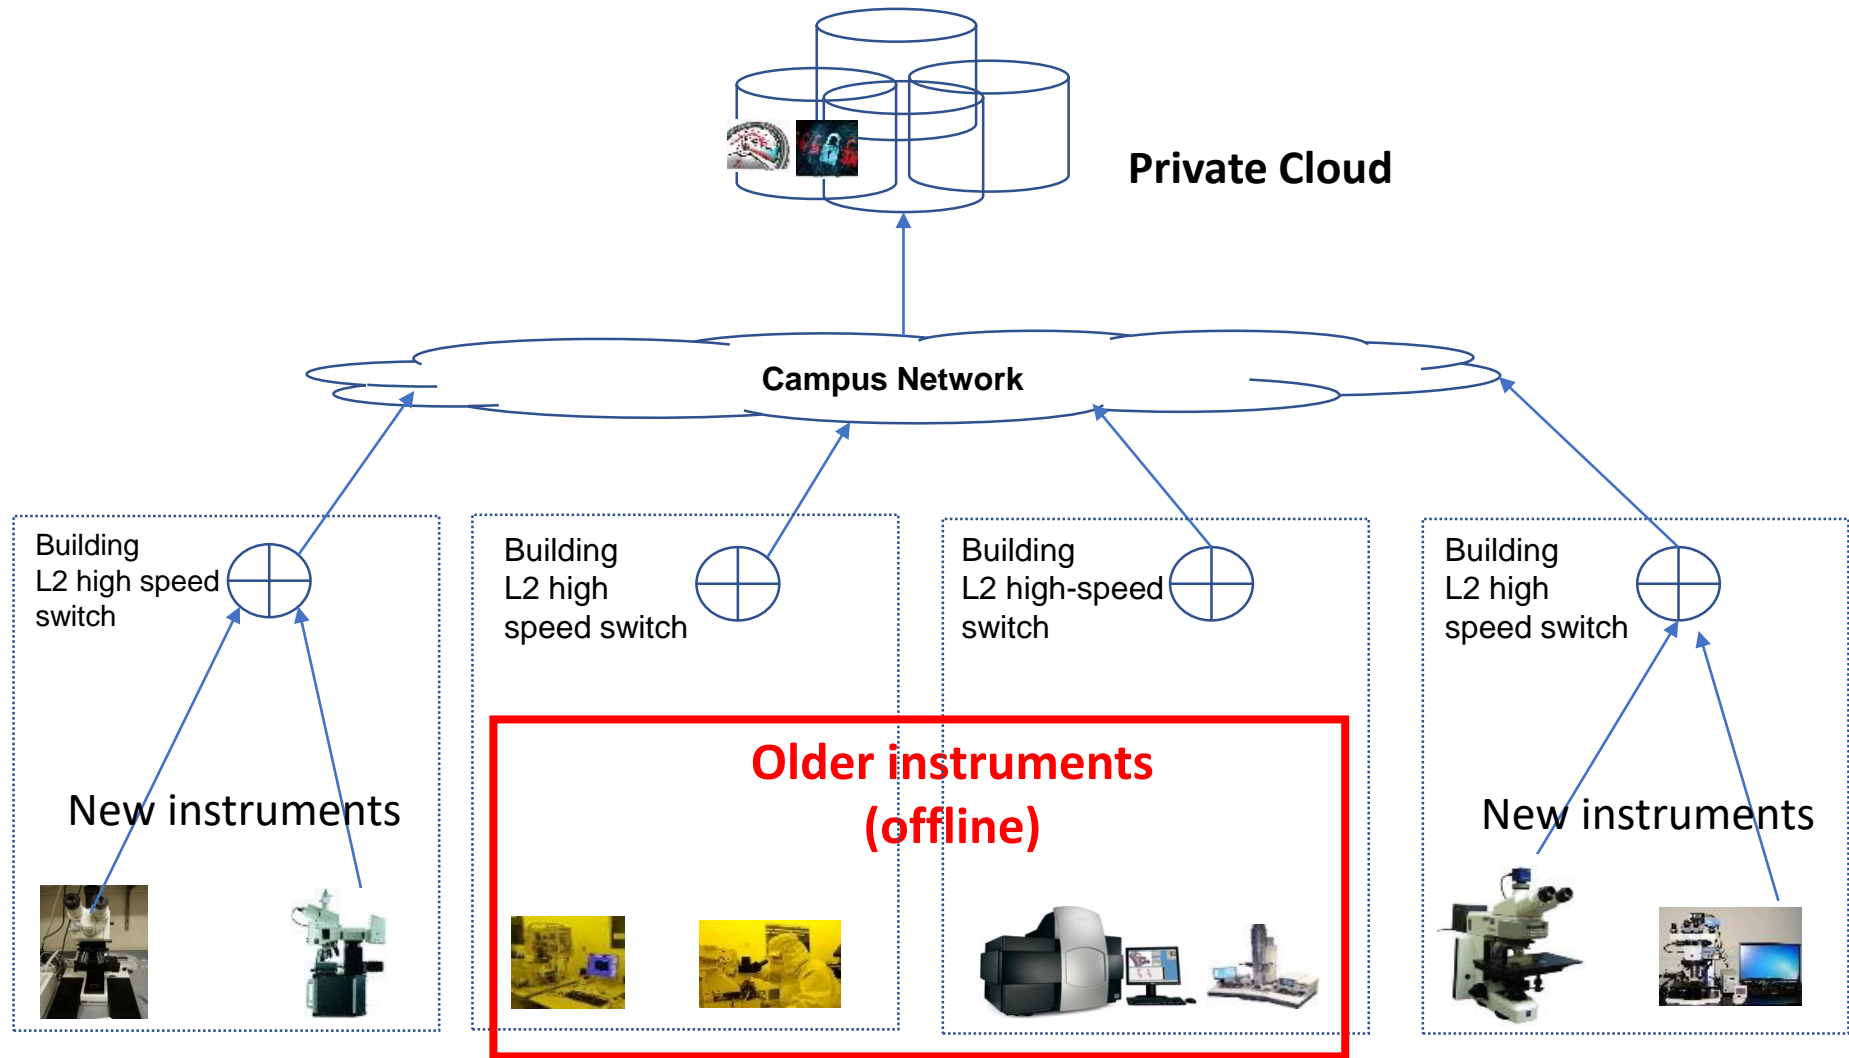 Private Cloud
Campus Network
Building
L2 high speed
switch
Building
L2 high
speed switch
Building
L2 high-speed
switch
Building
L2 high
speed switch
New instruments
Older instruments
(offline)
New instruments